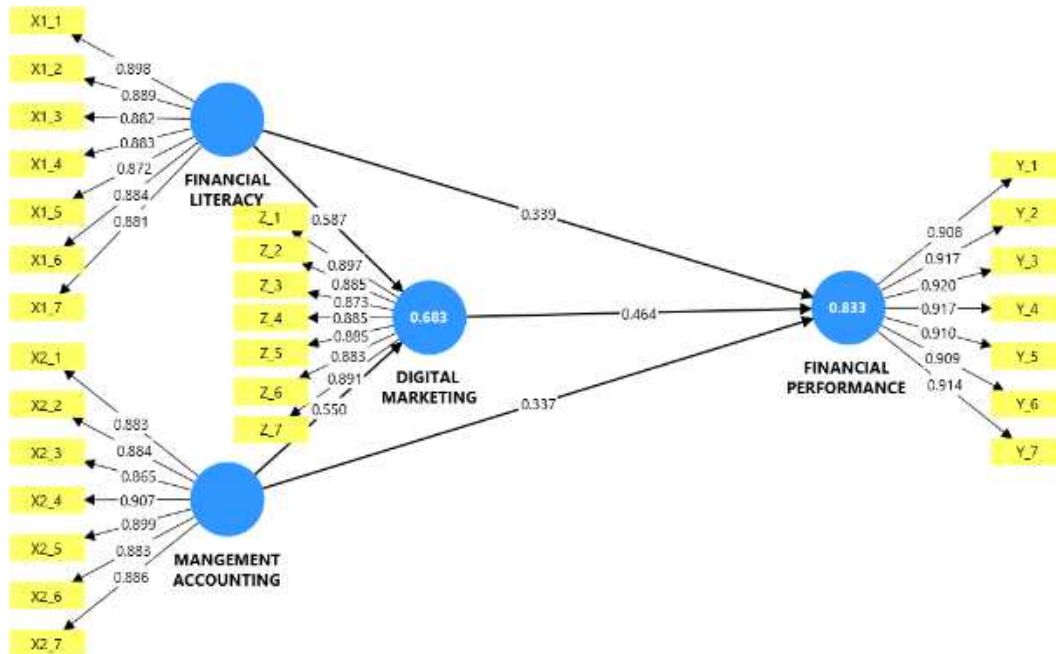 X1_1
X1_2
X1_3
X1_4
X1_5
X1_6
X1_7
0.898
0.889
0.882
0.883
0.872
0.884
0.881
FINANCIAL
LITERACY
0.587
0.339
Z_1
Z_2
Z_3
Z_4
Z_5
Z_6
Z_7
0.897
0.885
0.873
0.885
0.885
0.883
0.891
0.683
DIGITAL
MARKETING
0.464
0.550
0.337
X2_1
X2_2
X2_3
X2_4
X2_5
X2_6
X2_7
0.883
0.884
0.865
0.907
0.899
0.883
0.886
MANGEMENT
ACCOUNTING
0.833
FINANCIAL
PERFORMANCE
0.908
0.917
0.920
0.917
0.910
0.909
0.914
Y_1
Y_2
Y_3
Y_4
Y_5
Y_6
Y_7